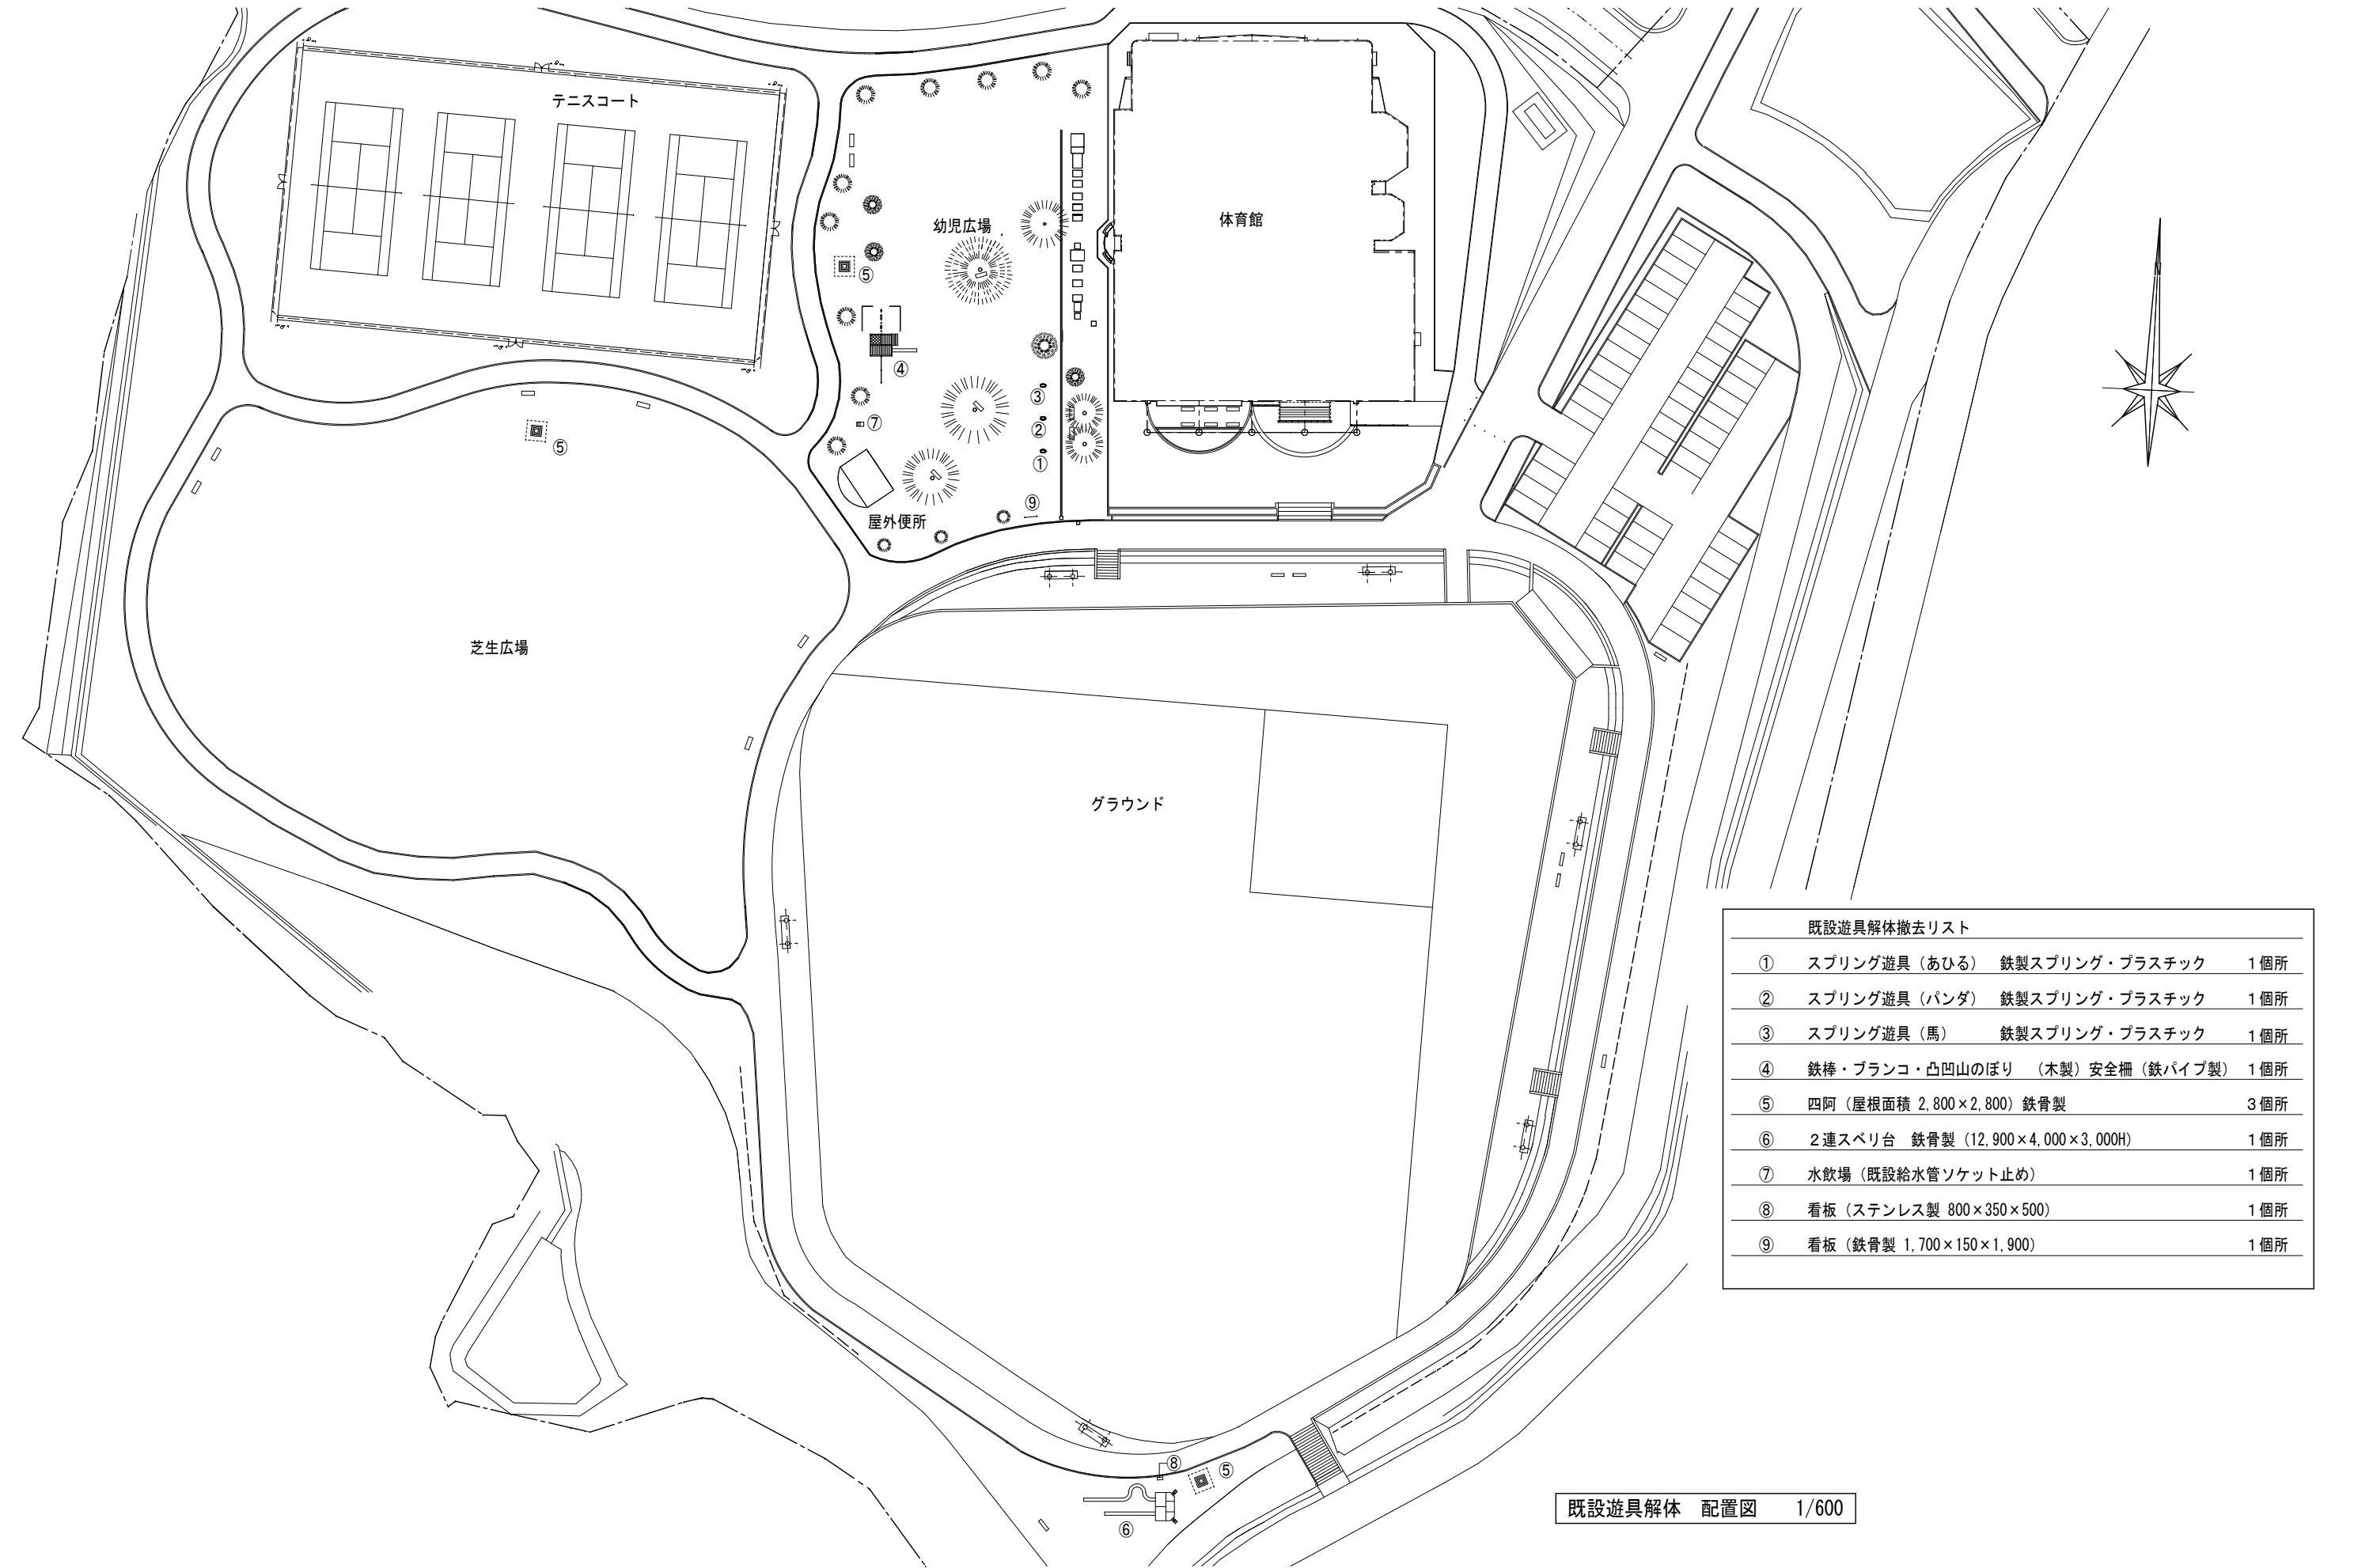 テニスコート
幼児広場
体育館
⑤
④
③
⑦
②
⑤
①
⑨
屋外便所
芝生広場
グラウンド
既設遊具解体撤去リスト
① スプリング遊具（あひる） 鉄製スプリング・プラスチック 1個所
② スプリング遊具（パンダ） 鉄製スプリング・プラスチック 1個所
③ スプリング遊具（馬） 鉄製スプリング・プラスチック 1個所
④ 鉄棒・ブランコ・凸凹山のぼり （木製）安全柵（鉄パイプ製） 1個所
⑤ 四阿（屋根面積 2,800×2,800）鉄骨製 3個所
⑥ 2連スベリ台 鉄骨製（12,900×4,000×3,000H） 1個所
⑦ 水飲場（既設給水管ソケット止め） 1個所
⑧ 看板（ステンレス製 800×350×500） 1個所
⑨ 看板（鉄骨製 1,700×150×1,900） 1個所
⑧
⑤
⑥
既設遊具解体 配置図 1/600